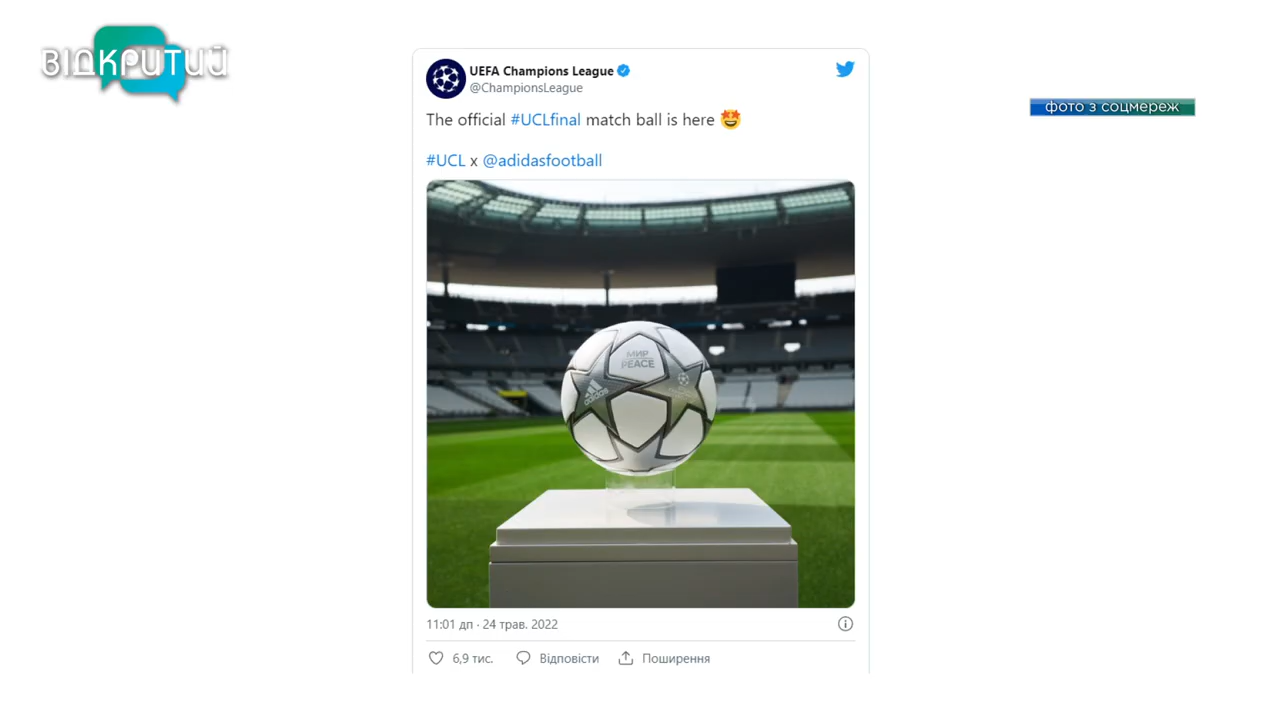 ВІДКРИТИЙ
фото з соцмереж
UEFA Champions League
@ChampionsLeague
The official #UCLfinal match ball is here 🤩
#UCL x @adidasfootball
МИР
PEACE
adidas
11:01 дп · 24 трав. 2022
6,9 тис. Відповісти Поширення